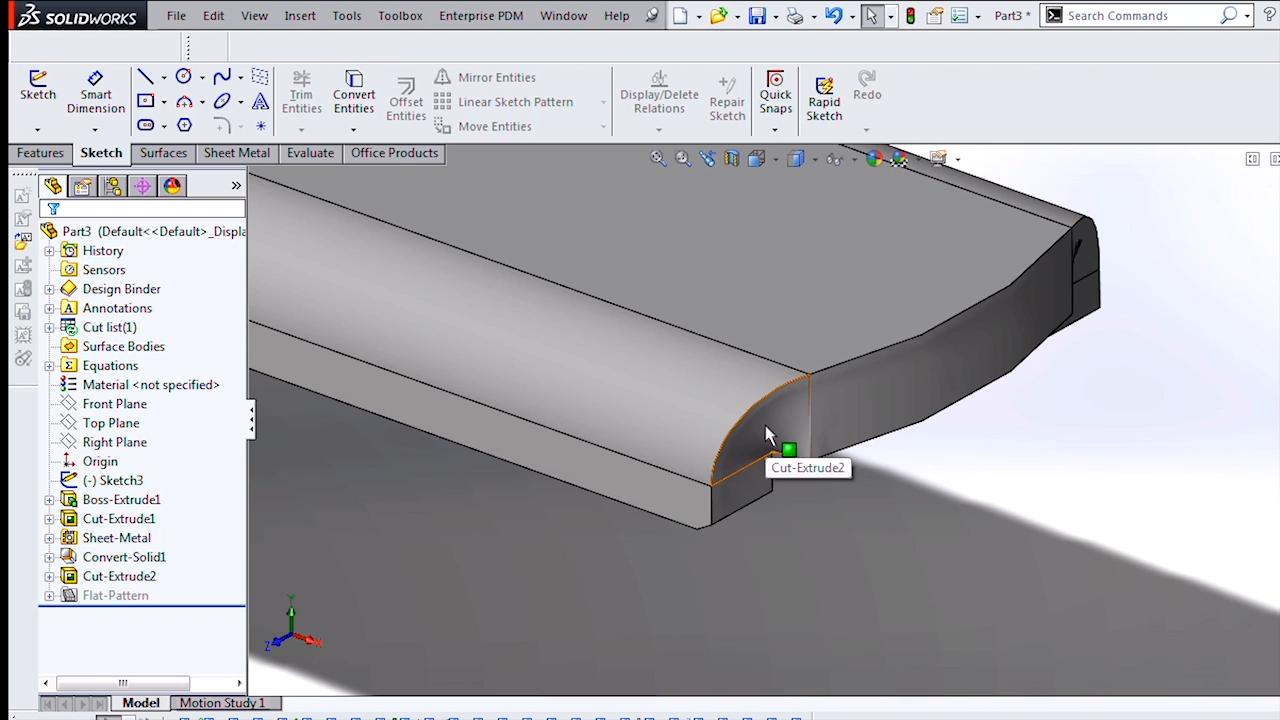 SOLIDWORKS File Edit View Insert Tools Toolbox Enterprise PDM Window Help Part3 * Search Commands ?
Sketch Smart Dimension Trim Entities Convert Entities Offset Entities Mirror Entities Linear Sketch Pattern Move Entities Display/Delete Relations Repair Sketch Quick Snaps Rapid Sketch Redo
Features Sketch Surfaces Sheet Metal Evaluate Office Products
Part3 (Default<<Default>_Displa
History
Sensors
Design Binder
Annotations
Cut list(1)
Surface Bodies
Equations
Material <not specified>
Front Plane
Top Plane
Right Plane
Origin
(-) Sketch3
Boss-Extrude1
Cut-Extrude1
Sheet-Metal
Convert-Solid1
Cut-Extrude2
Flat-Pattern
Cut-Extrude2
Y
Z
X
Model Motion Study 1